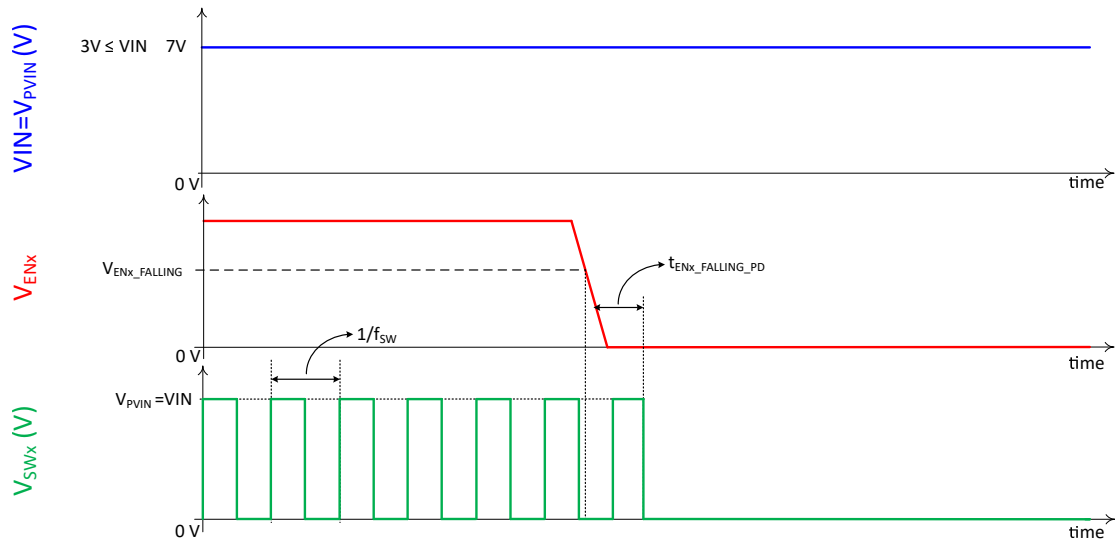 VIN=VPVIN (V)
3V ≤ VIN 7V
0 V
time
VENx
VENx_FALLING
tENx_FALLING_PD
0 V
time
1/fSW
VSWx (V)
VPVIN =VIN
0 V
time